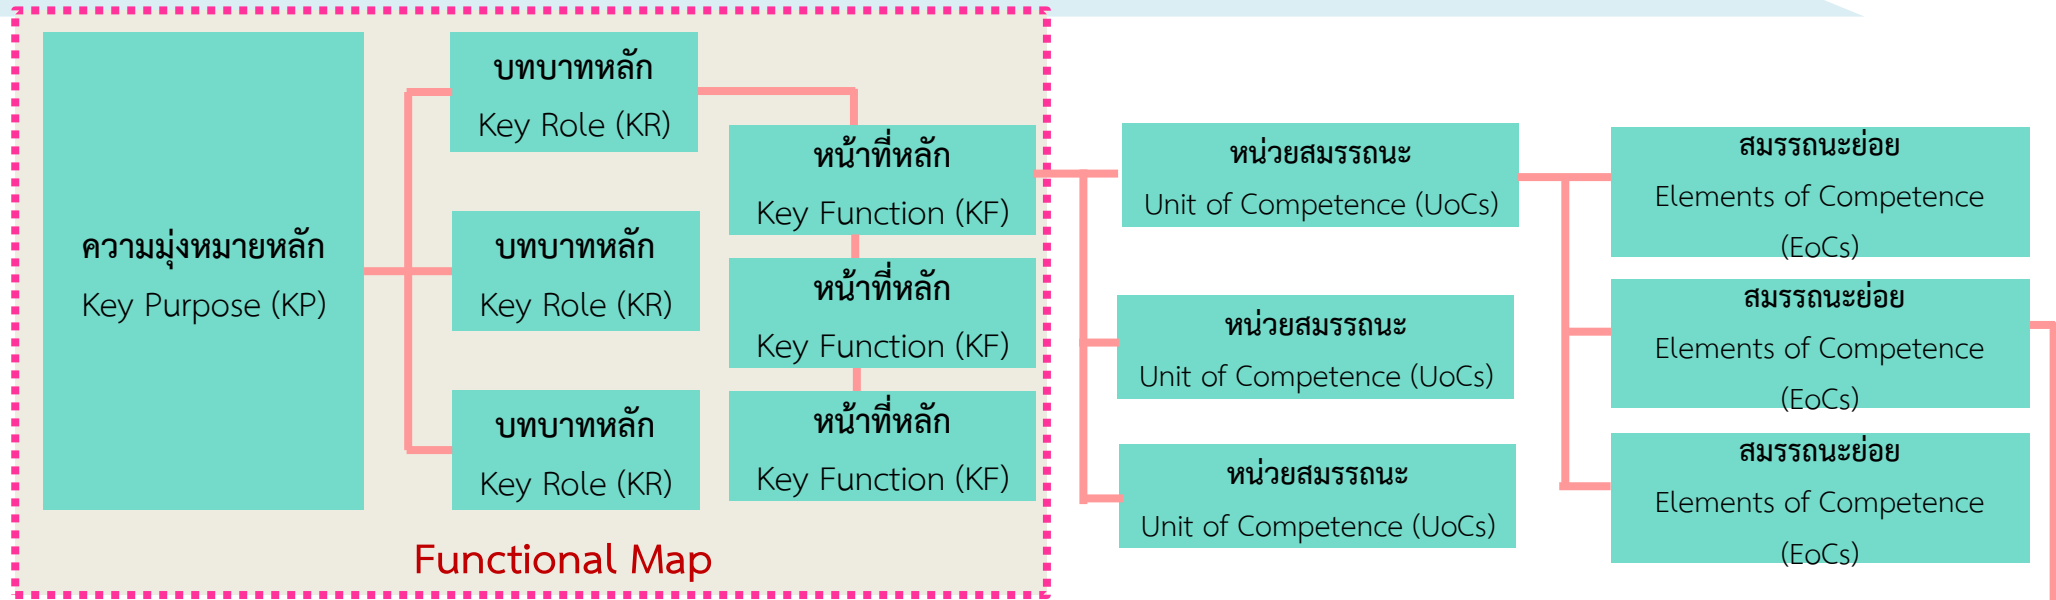 ความมุ่งหมายหลัก
Key Purpose (KP)
บทบาทหลัก
Key Role (KR)
บทบาทหลัก
Key Role (KR)
บทบาทหลัก
Key Role (KR)
หน้าที่หลัก
Key Function (KF)
หน้าที่หลัก
Key Function (KF)
หน้าที่หลัก
Key Function (KF)
Functional Map
หน่วยสมรรถนะ
Unit of Competence (UoCs)
หน่วยสมรรถนะ
Unit of Competence (UoCs)
หน่วยสมรรถนะ
Unit of Competence (UoCs)
สมรรถนะย่อย
Elements of Competence
(EoCs)
สมรรถนะย่อย
Elements of Competence
(EoCs)
สมรรถนะย่อย
Elements of Competence
(EoCs)